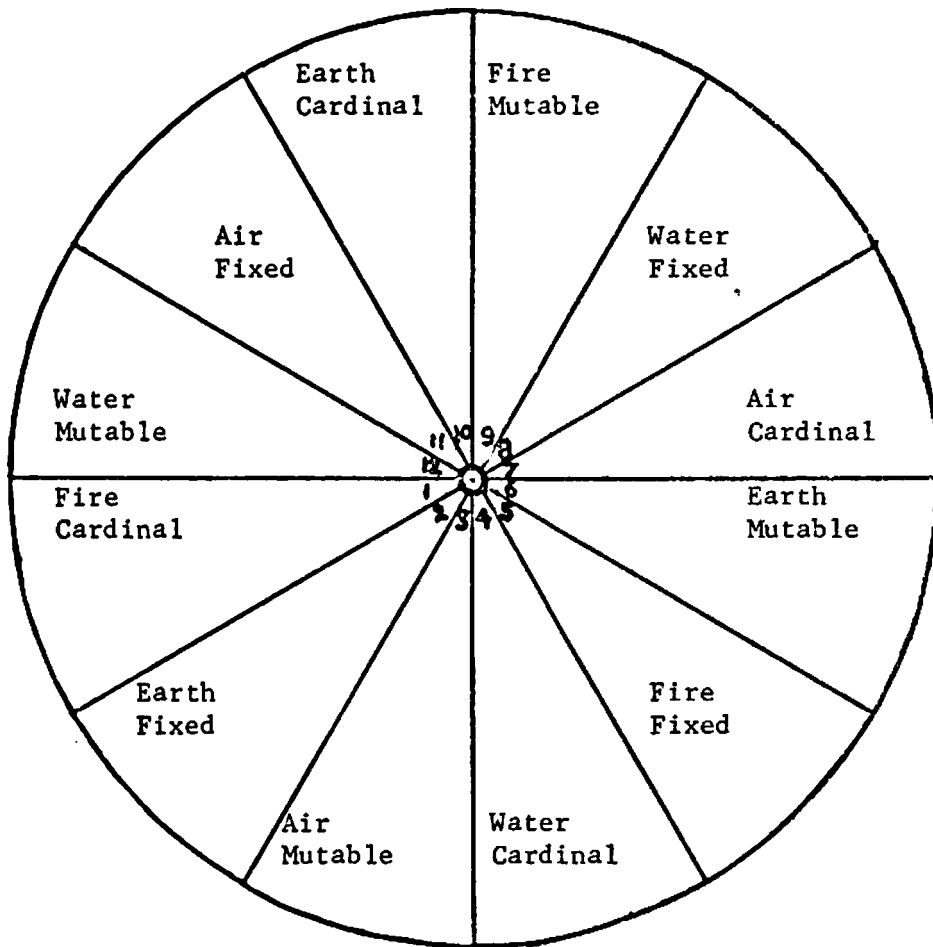 Earth
Cardinal
Fire
Mutable
Air
Fixed
Water
Fixed
Water
Mutable
Air
Cardinal
Fire
Cardinal
Earth
Mutable
Earth
Fixed
Fire
Fixed
Air
Mutable
Water
Cardinal
10
9
11
8
12
7
1
6
2
3
4
5